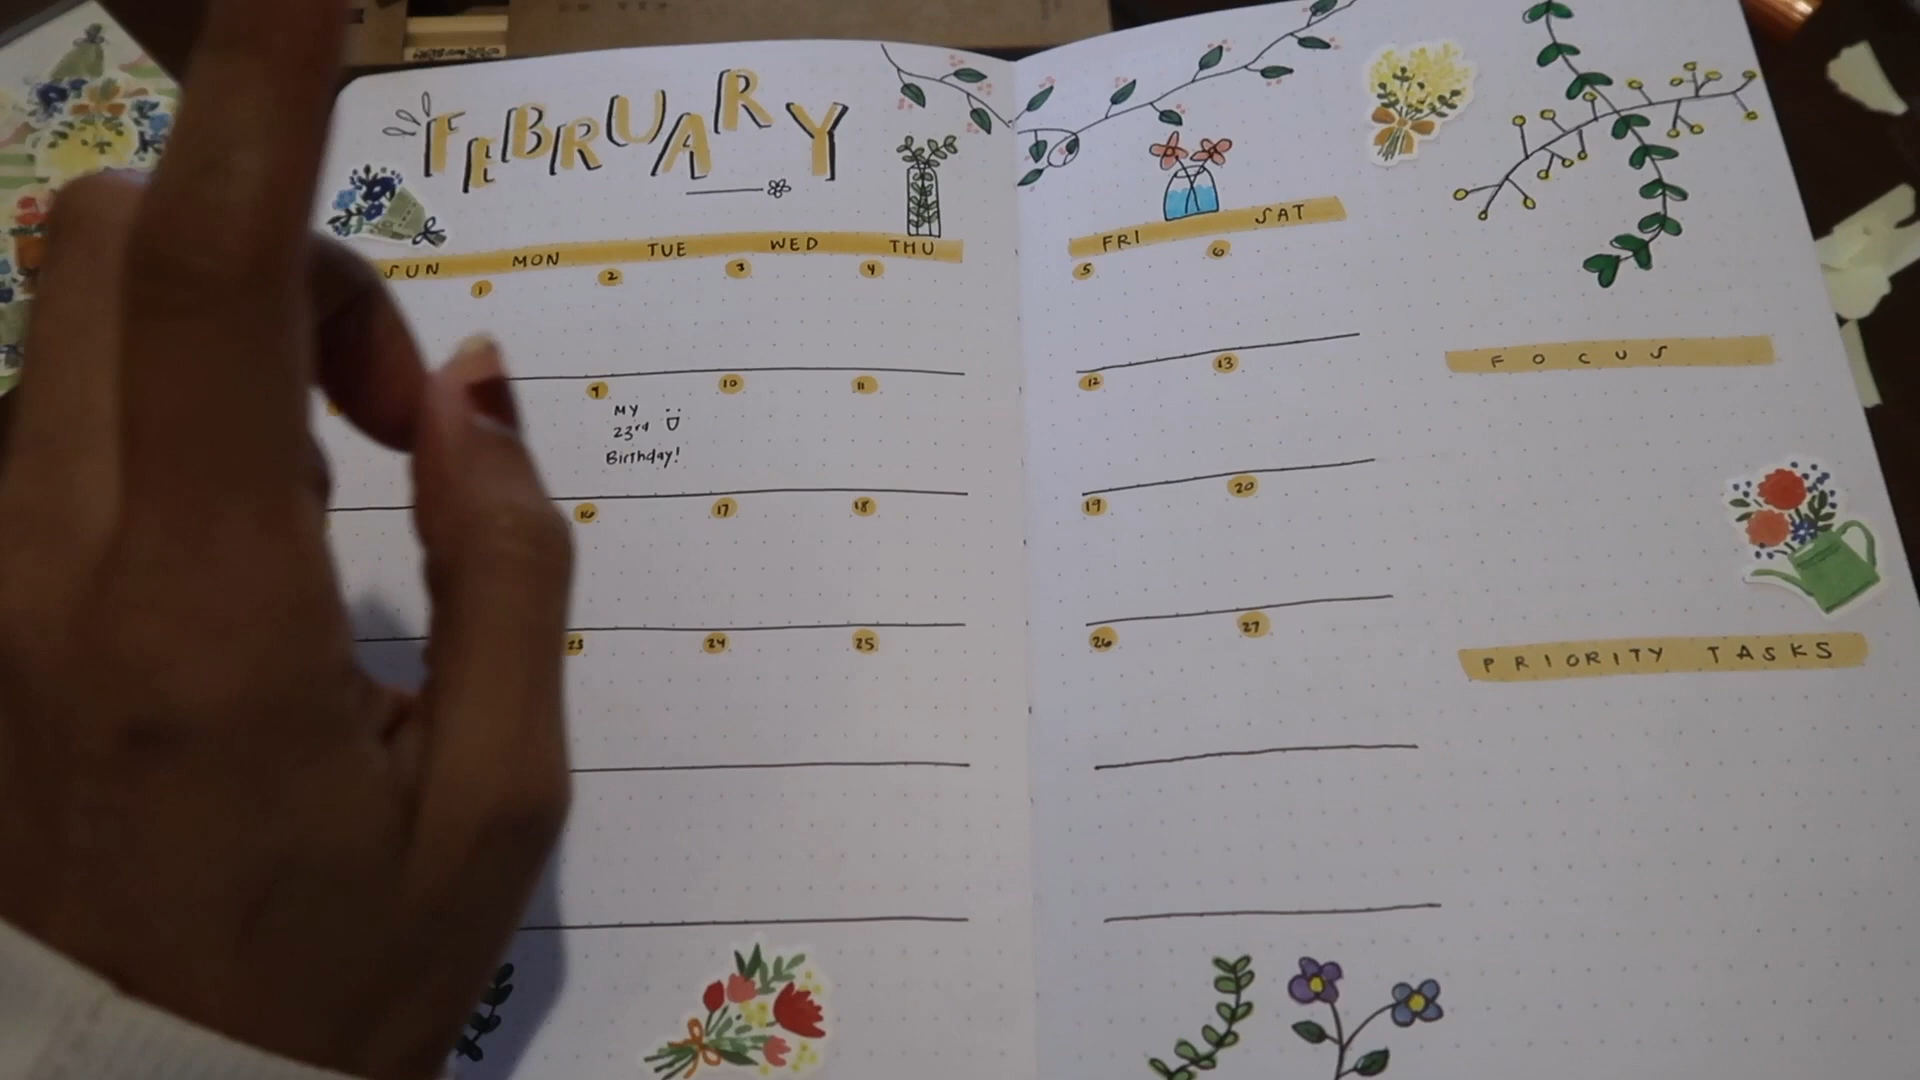 FEBRUARY
SUN MON TUE WED THU FRI SAT
1 2 3 4 5 6
9 10 11 12 13
MY
23rd
Birthday!
16 17 18 19 20
23 24 25 26 27
FOCUS
PRIORITY TASKS